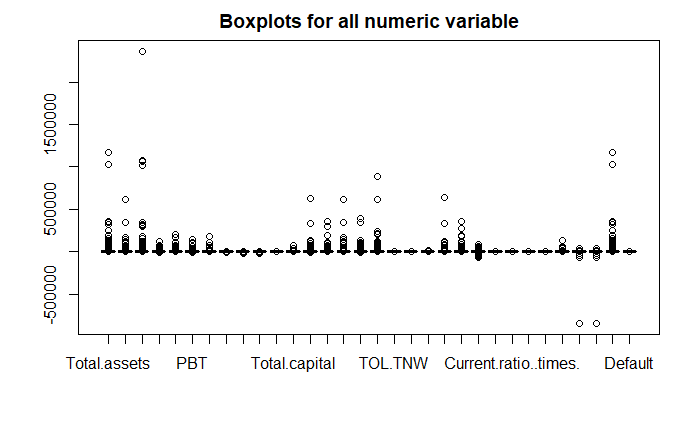 Boxplots for all numeric variable
1500000
500000
-500000
Total.assets PBT Total.capital TOL.TNW Current.ratio..times. Default